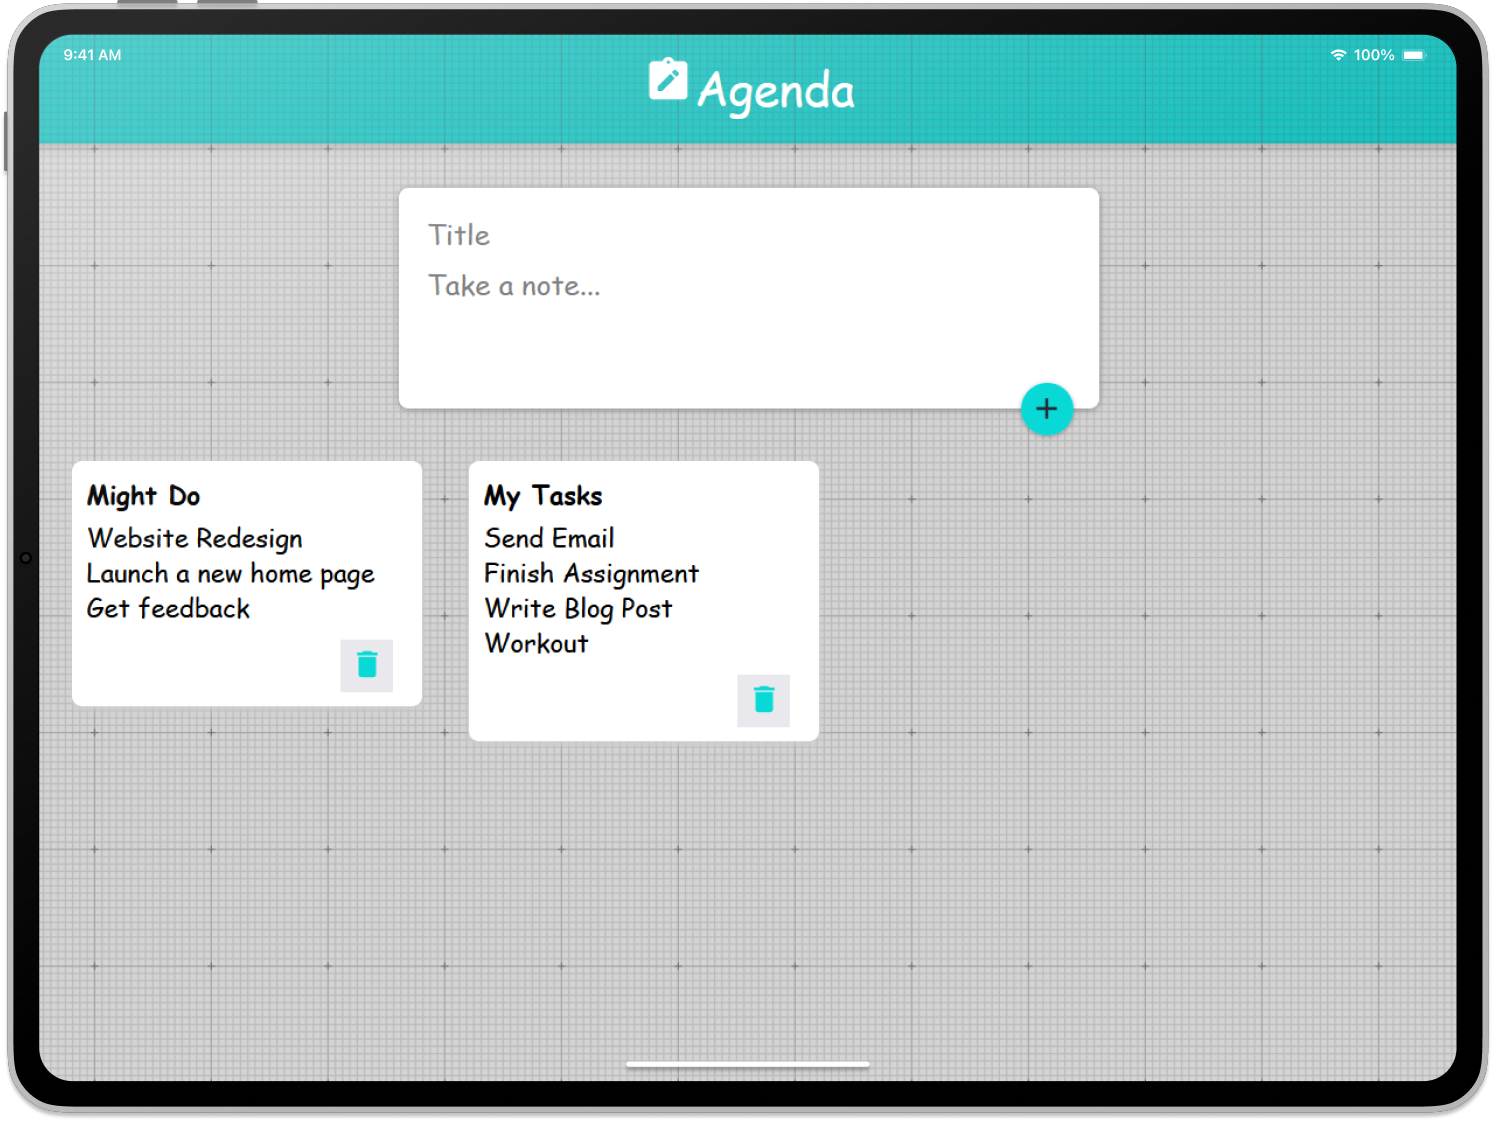 9:41 AM
100%
Agenda
Title
Take a note...
Might Do
Website Redesign
Launch a new home page
Get feedback
My Tasks
Send Email
Finish Assignment
Write Blog Post
Workout